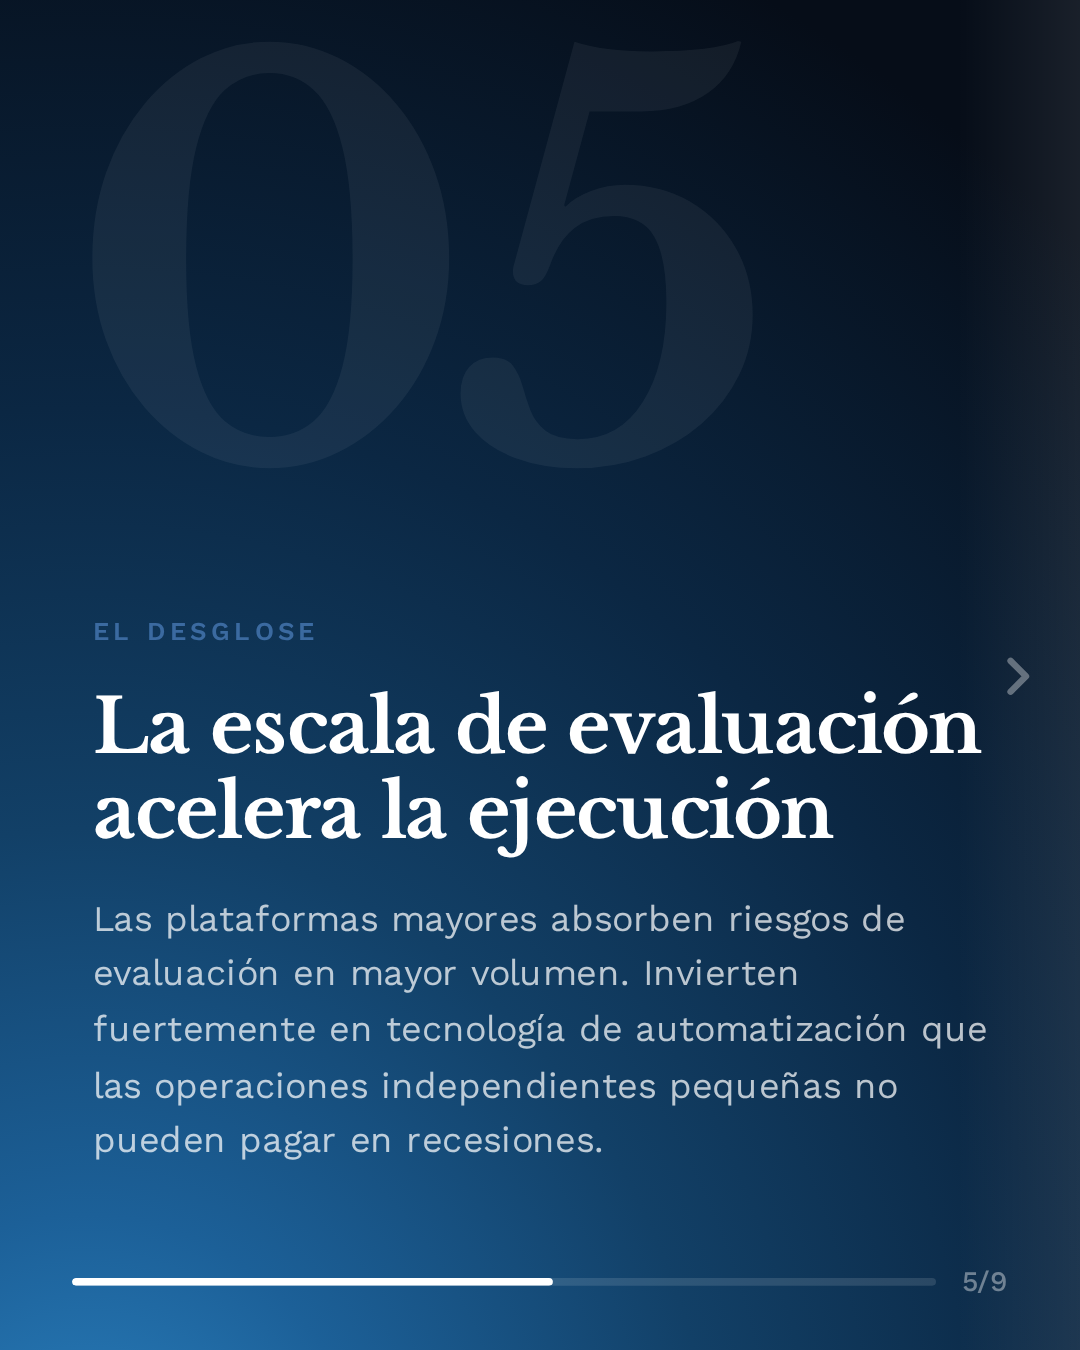 05
EL DESGLOSE
La escala de evaluación
acelera la ejecución
Las plataformas mayores absorben riesgos de
evaluación en mayor volumen. Invierten
fuertemente en tecnología de automatización que
las operaciones independientes pequeñas no
pueden pagar en recesiones.
5/9